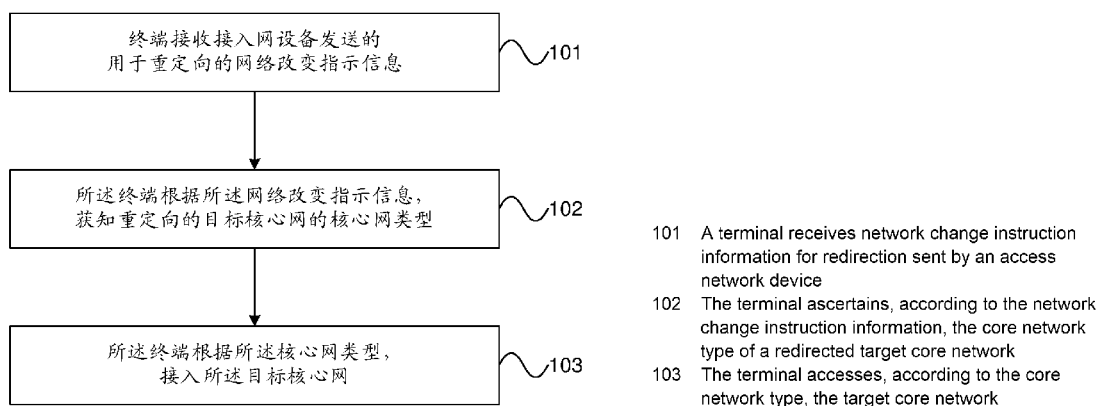 终端接收接入网设备发送的
用于重定向的网络改变指示信息
101
所述终端根据所述网络改变指示信息,
获知重定向的目标核心网的核心网类型
102
所述终端根据所述核心网类型,
接入所述目标核心网
103
101 A terminal receives network change instruction
information for redirection sent by an access
network device
102 The terminal ascertains, according to the network
change instruction information, the core network
type of a redirected target core network
103 The terminal accesses, according to the core
network type, the target core network